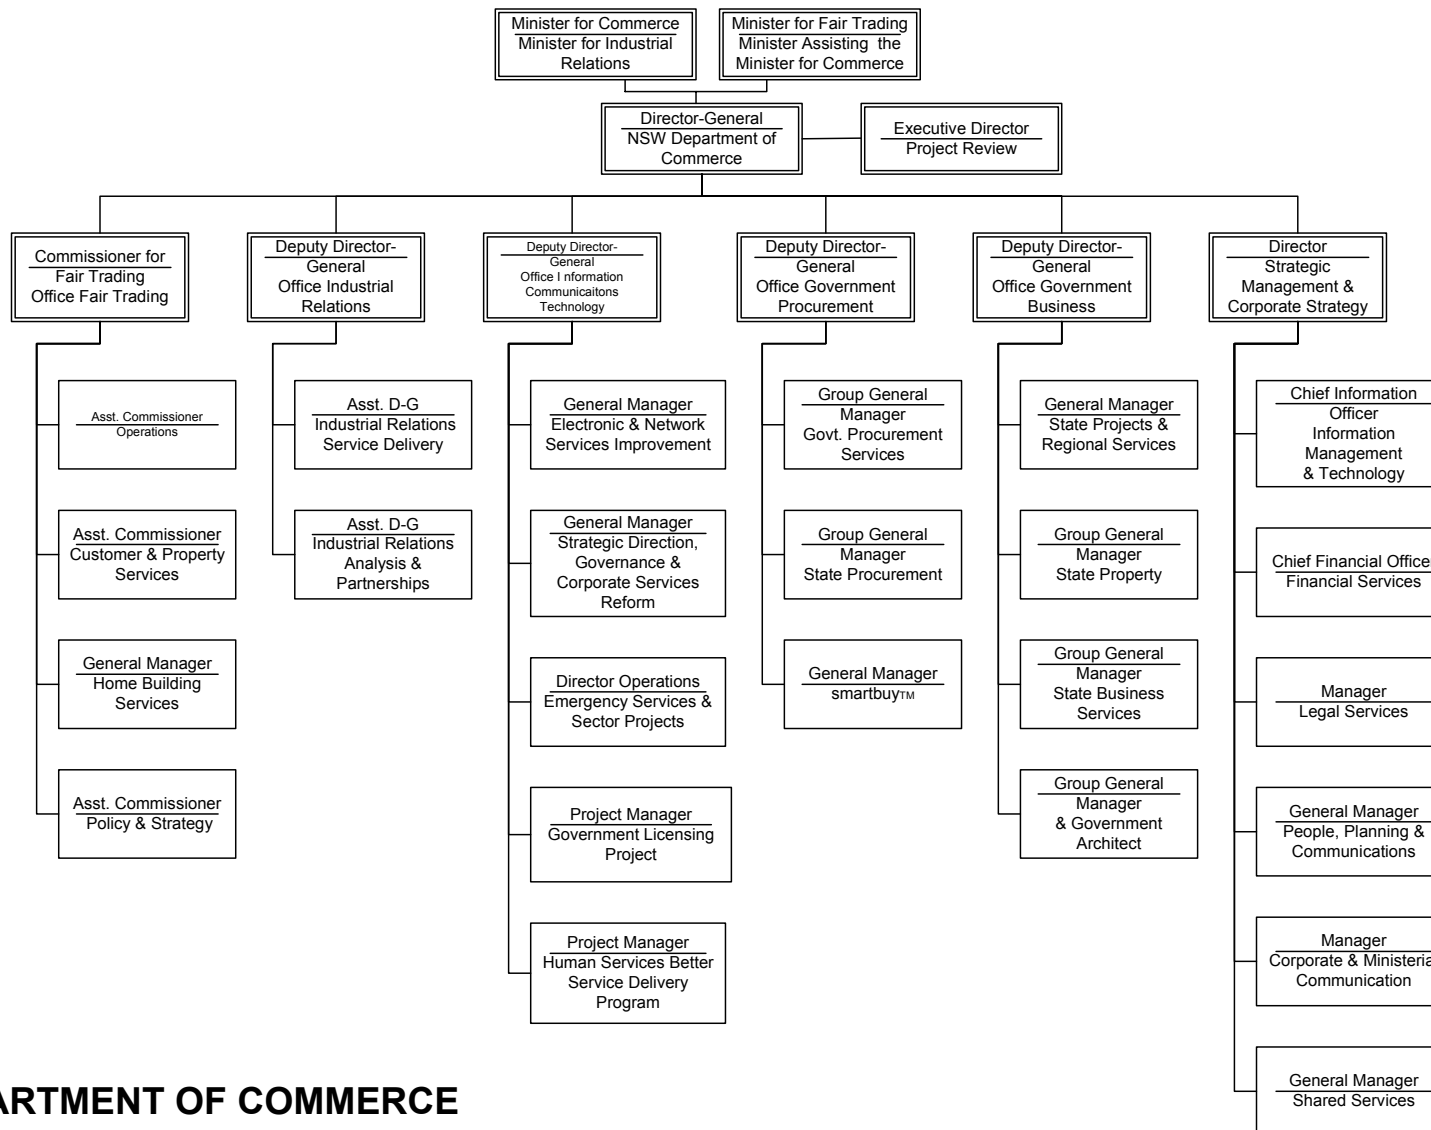 Minister for Commerce
Minister for Industrial
Relations
Minister for Fair Trading
Minister Assisting the
Minister for Commerce
Director-General
NSW Department of
Commerce
Executive Director
Project Review
Commissioner for
Fair Trading
Office Fair Trading
Deputy Director-
General
Office Industrial
Relations
Deputy Director-
General
Office I nformation
Communicaitons
Technology
Deputy Director-
General
Office Government
Procurement
Deputy Director-
General
Office Government
Business
Director
Strategic
Management &
Corporate Strategy
Asst. Commissioner
Operations
Asst. Commissioner
Customer & Property
Services
General Manager
Home Building
Services
Asst. Commissioner
Policy & Strategy
Asst. D-G
Industrial Relations
Service Delivery
Asst. D-G
Industrial Relations
Analysis &
Partnerships
General Manager
Electronic & Network
Services Improvement
General Manager
Strategic Direction,
Governance &
Corporate Services
Reform
Director Operations
Emergency Services &
Sector Projects
Project Manager
Government Licensing
Project
Project Manager
Human Services Better
Service Delivery
Program
Group General
Manager
Govt. Procurement
Services
Group General
Manager
State Procurement
General Manager
smartbuyTM
General Manager
State Projects &
Regional Services
Group General
Manager
State Property
Group General
Manager
State Business
Services
Group General
Manager
& Government
Architect
Chief Information
Officer
Information
Management
& Technology
Chief Financial Officer
Financial Services
Manager
Legal Services
General Manager
People, Planning &
Communications
Manager
Corporate & Ministeria
Communication
General Manager
Shared Services
ARTMENT OF COMMERCE